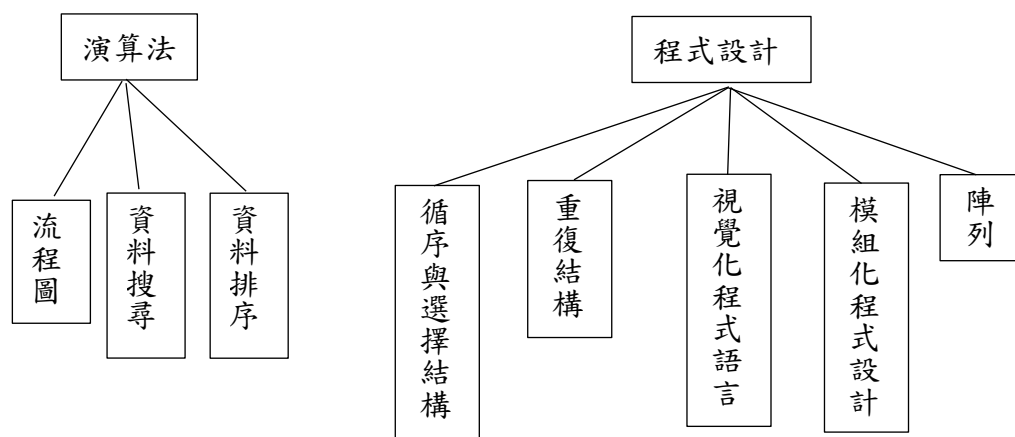 演算法
程式設計
流程圖
資料搜尋
資料排序
循序與選擇結構
重復結構
視覺化程式語言
模組化程式設計
陣列